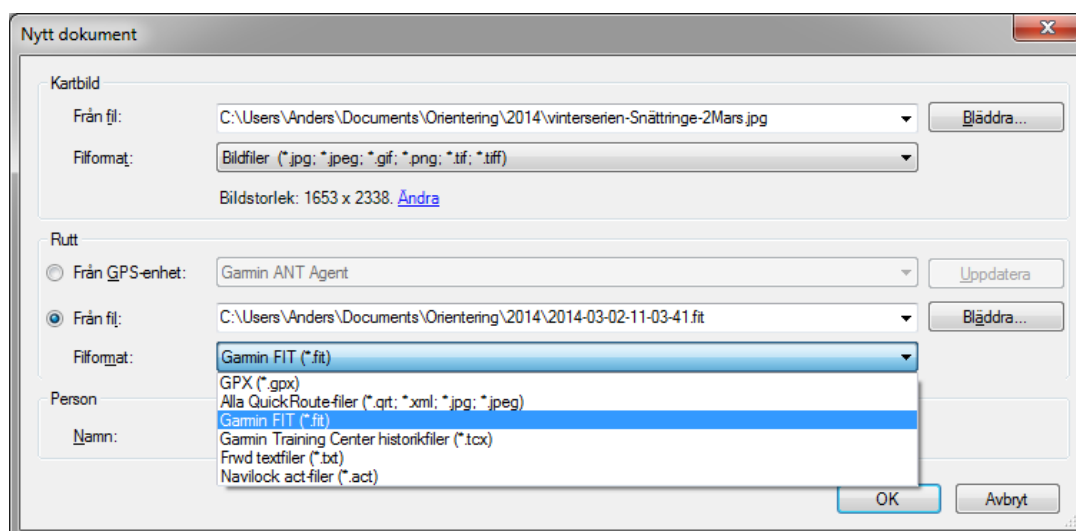 Nytt dokument
Kartbild
Från fil: C:\Users\Anders\Documents\Orientering\2014\vinterserien-Snättringe-2Mars.jpg Bläddra...
Filformat: Bildfiler (*.jpg; *.jpeg; *.gif; *.png; *.tif; *.tiff)
Bildstorlek: 1653 x 2338. Ändra
Rutt
Från GPS-enhet: Garmin ANT Agent Uppdatera
Från fil: C:\Users\Anders\Documents\Orientering\2014\2014-03-02-11-03-41.fit Bläddra...
Filformat: Garmin FIT (*.fit)
GPX (*.gpx)
Alla QuickRoute-filer (*.qrt; *.xml; *.jpg; *.jpeg)
Person
Garmin FIT (*.fit)
Namn: Garmin Training Center historikfiler (*.tcx)
Frwd textfiler (*.txt)
Navilock act-filer (*.act)
OK Avbryt